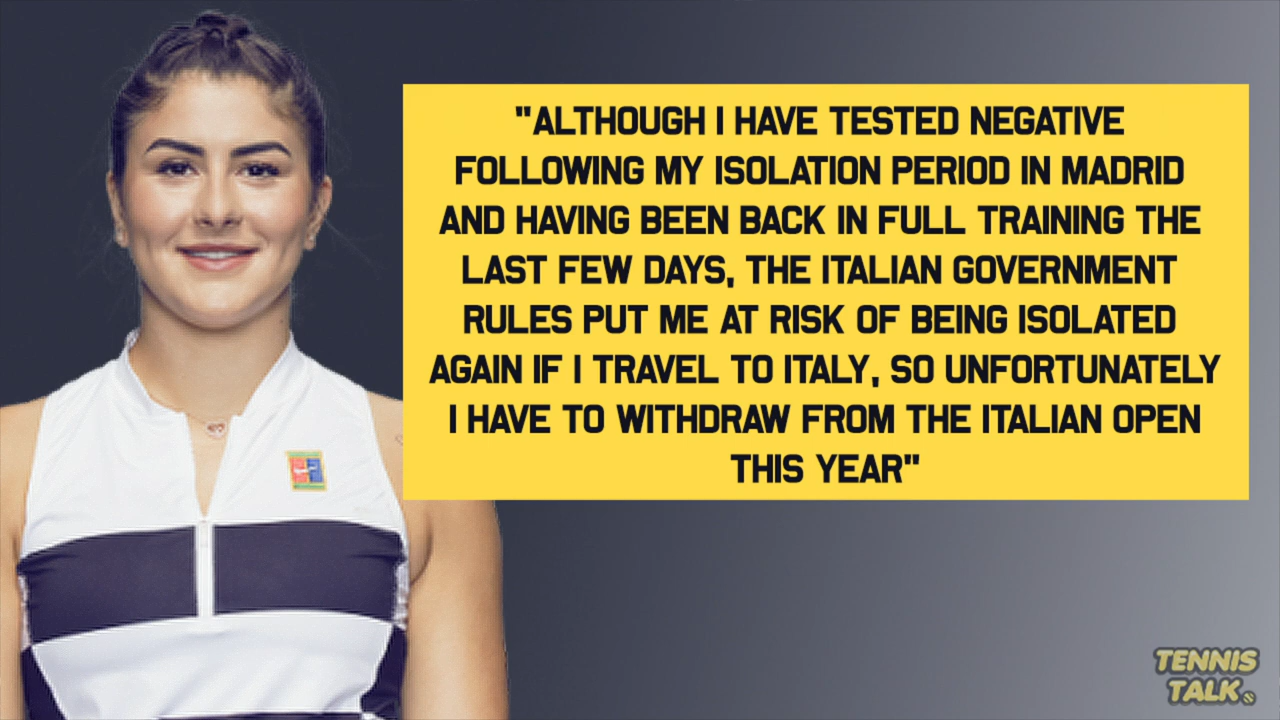 "ALTHOUGH I HAVE TESTED NEGATIVE
FOLLOWING MY ISOLATION PERIOD IN MADRID
AND HAVING BEEN BACK IN FULL TRAINING THE
LAST FEW DAYS, THE ITALIAN GOVERNMENT
RULES PUT ME AT RISK OF BEING ISOLATED
AGAIN IF I TRAVEL TO ITALY, SO UNFORTUNATELY
I HAVE TO WITHDRAW FROM THE ITALIAN OPEN
THIS YEAR"
TENNIS
TALK